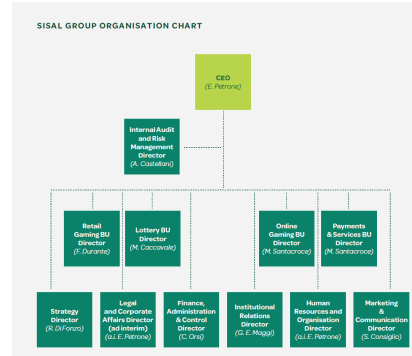 SISAL GROUP ORGANISATION CHART
CEO
(E. Petrone)
Internal Audit
and Risk
Management
Director
(A. Castellani)
Retail
Gaming BU
Director
(F. Durante)
Lottery BU
Director
(M. Caccavale)
Online
Gaming BU
Director
(M. Santacroce)
Payments
& Services BU
Director
(M. Santacroce)
Strategy
Director
(R. Di Fonzo)
Legal
and Corporate
Affairs Director
(ad interim)
(a.i. E. Petrone)
Finance,
Administration
& Control
Director
(C. Orsi)
Institutional
Relations
Director
(G. E. Maggi)
Human
Resources and
Organisation
Director
(a.i. E. Petrone)
Marketing
&
Communication
Director
(S. Consiglio)